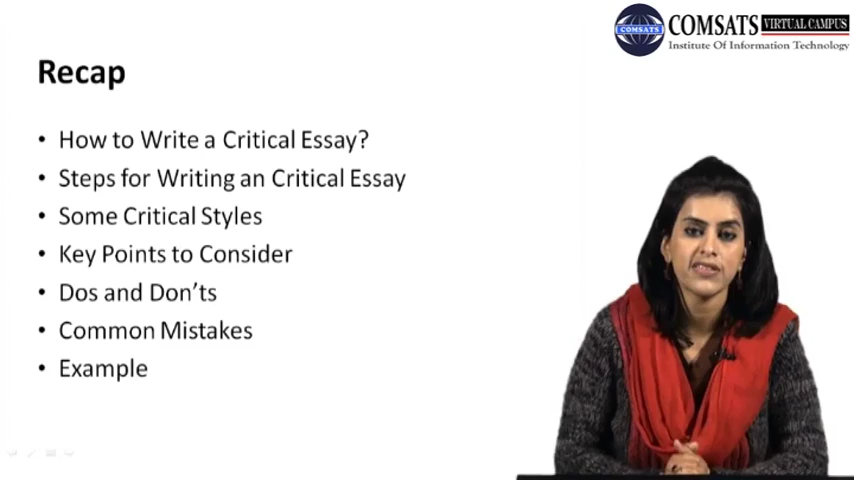 COMSATS VIRTUAL CAMPUS
COMSATS
Institute Of Information Technology
Recap
• How to Write a Critical Essay?
• Steps for Writing an Critical Essay
• Some Critical Styles
• Key Points to Consider
• Dos and Don'ts
• Common Mistakes
• Example